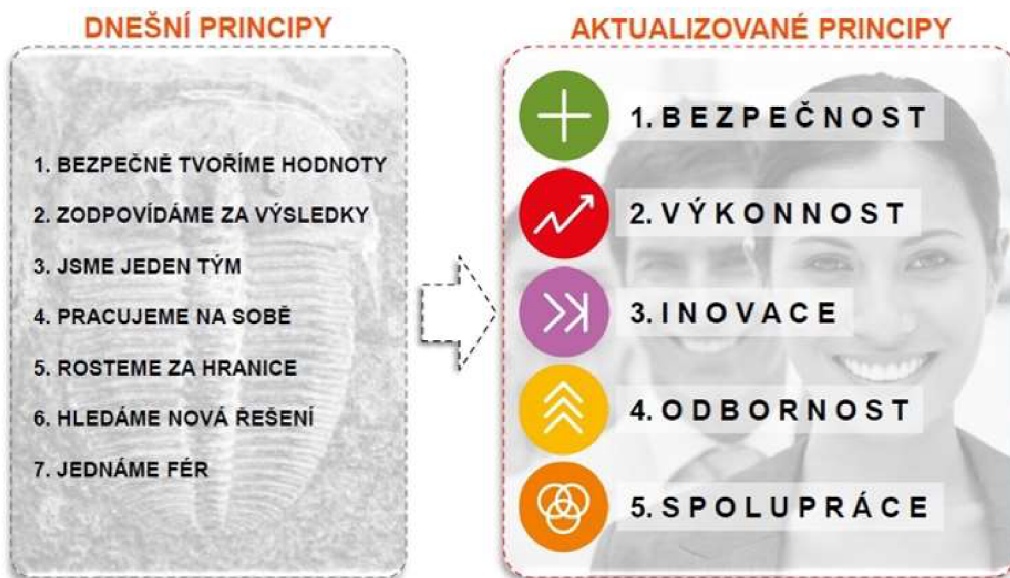 DNEŠNÍ PRINCIPY
1. BEZPEČNĚ TVOŘÍME HODNOTY
2. ZODPOVÍDÁME ZA VÝSLEDKY
3. JSME JEDEN TÝM
4. PRACUJEME NA SOBĚ
5. ROSTEME ZA HRANICE
6. HLEDÁME NOVÁ ŘEŠENÍ
7. JEDNÁME FÉR
AKTUALIZOVANÉ PRINCIPY
1. BEZPEČNOST
2. VÝKONNOST
3. INOVACE
4. ODBORNOST
5. SPOLUPRÁCE